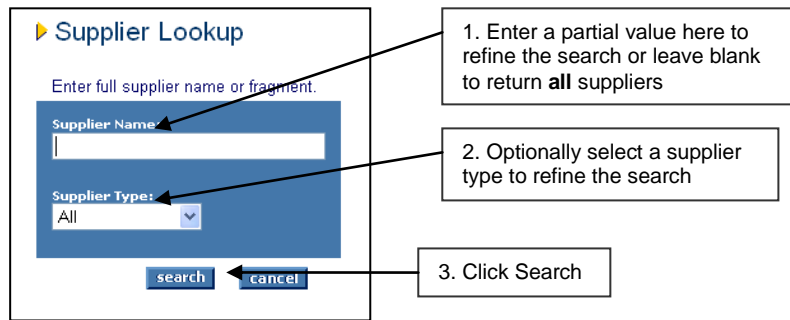 Supplier Lookup
Enter full supplier name or fragment.
Supplier Name:
Supplier Type:
All
search cancel
1. Enter a partial value here to
refine the search or leave blank
to return all suppliers
2. Optionally select a supplier
type to refine the search
3. Click Search